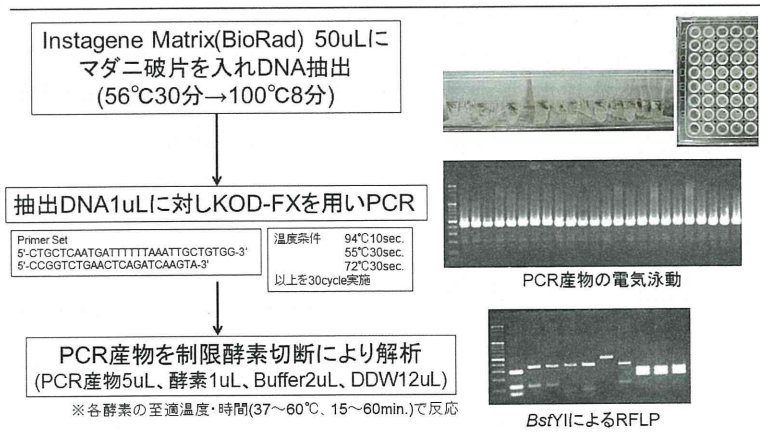 Instagene Matrix(BioRad) 50uLに
マダニ破片を入れDNA抽出
(56℃30分→100℃8分)
抽出DNA1uLに対しKOD-FXを用いPCR
Primer Set
5'-CTGCTCAATGATTTTTTAAATTGCTGTGG-3'
5'-CCGGTCTGAACTCAGATCAAGTA-3'
温度条件 94℃10sec.
55℃30sec.
72℃30sec.
以上を30cycle実施
PCR産物の電気泳動
PCR産物を制限酵素切断により解析
(PCR産物5uL、酵素1uL、Buffer2uL、DDW12uL)
※各酵素の至適温度・時間(37～60℃、15～60min.)で反応
BstYIによるRFLP